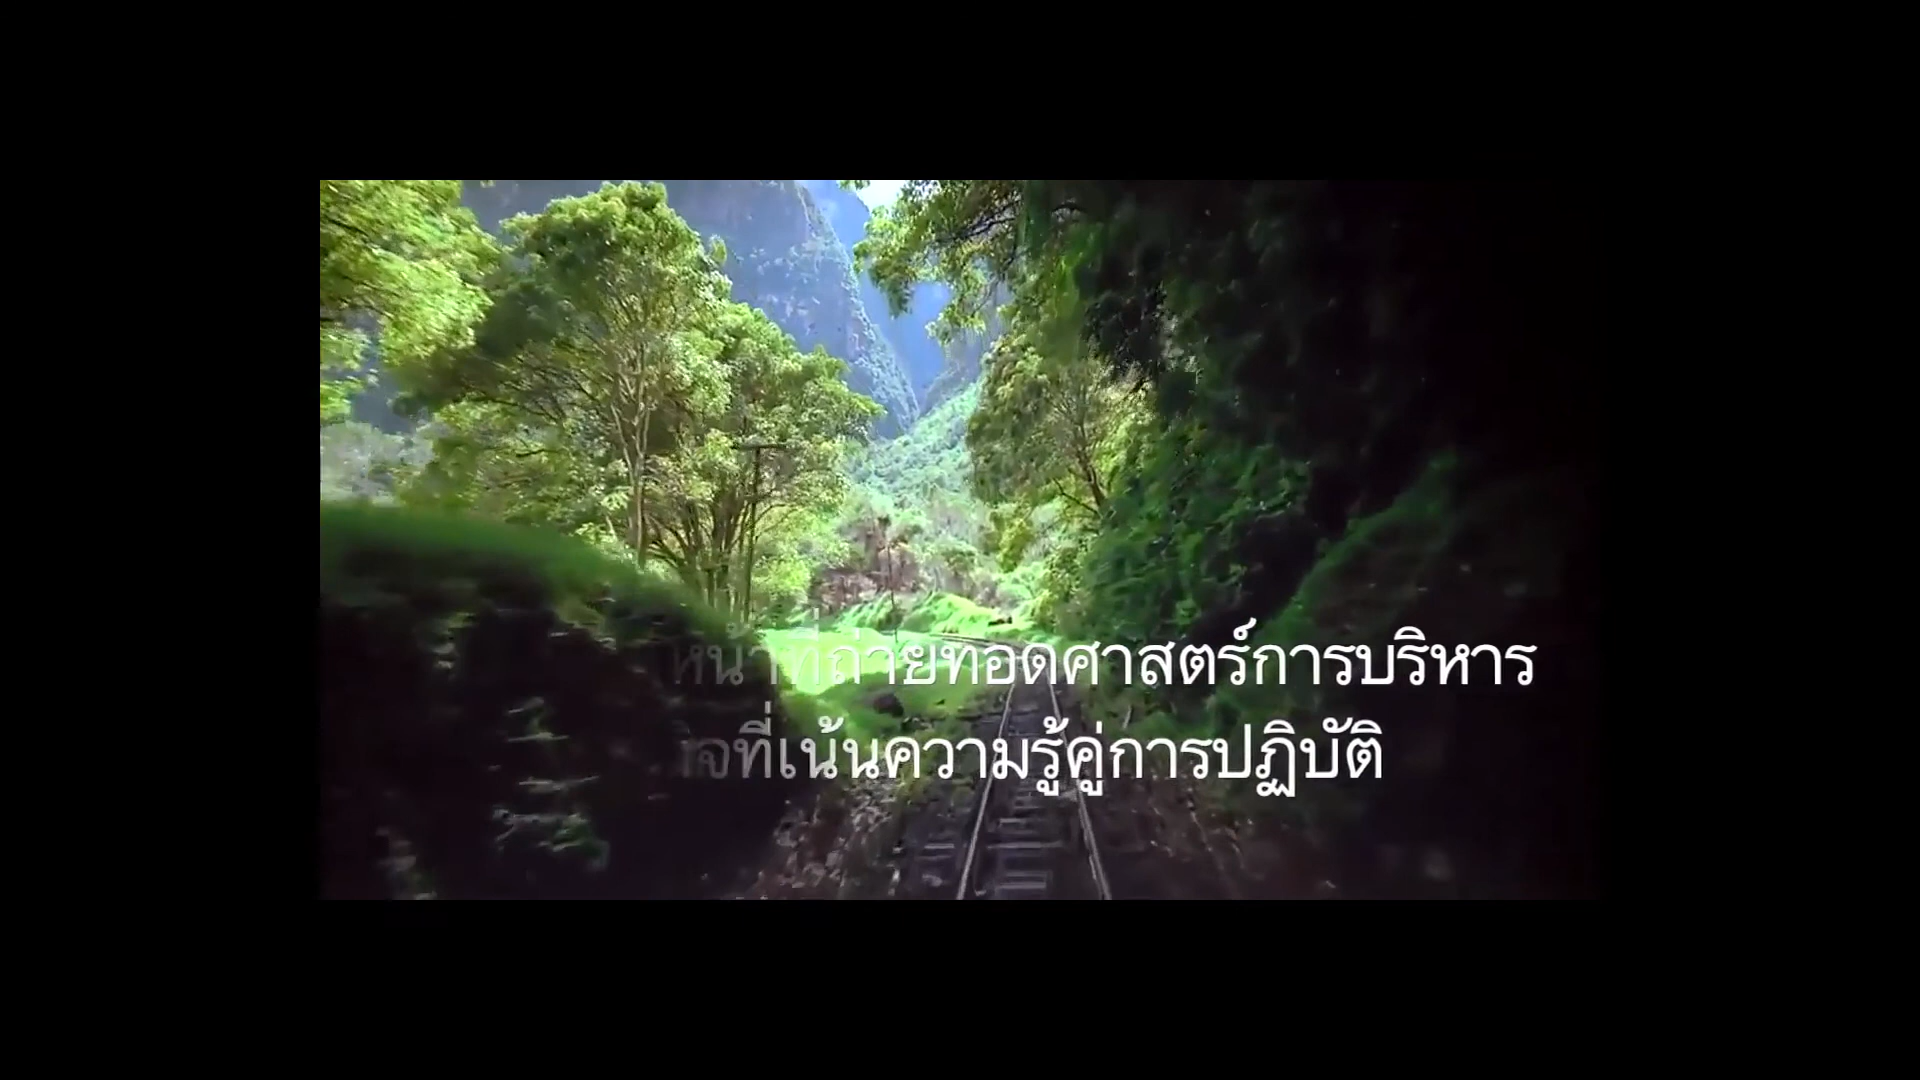 หน้าที่ถ่ายทอดศาสตร์การบริหาร
ที่เน้นความรู้คู่การปฏิบัติ